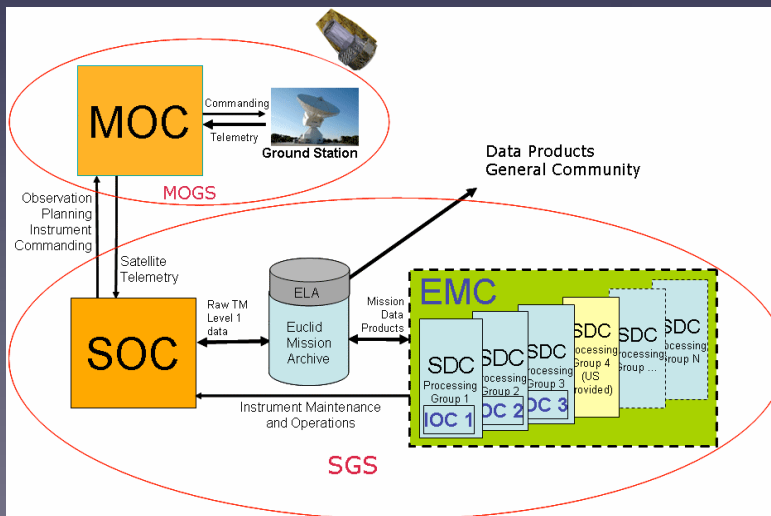 MOC
Commanding
Telemetry
Ground Station
MOGS
Data Products
General Community
Observation
Planning
Instrument
Commanding
Satellite
Telemetry
SOC
Raw TM
Level 1
data
ELA
Euclid
Mission
Archive
Mission
Data
Products
EMC
SDC
Processing
Group 1
IOC 1
SDC
rocessing
Group 2
OC 2
SDC
rocessing
Group 3
OC 3
SDC
rocessing
Group 4
(US
rovided)
SDC
rocessing
Group ...
SDC
rocessing
Group N
Instrument Maintenance
and Operations
SGS